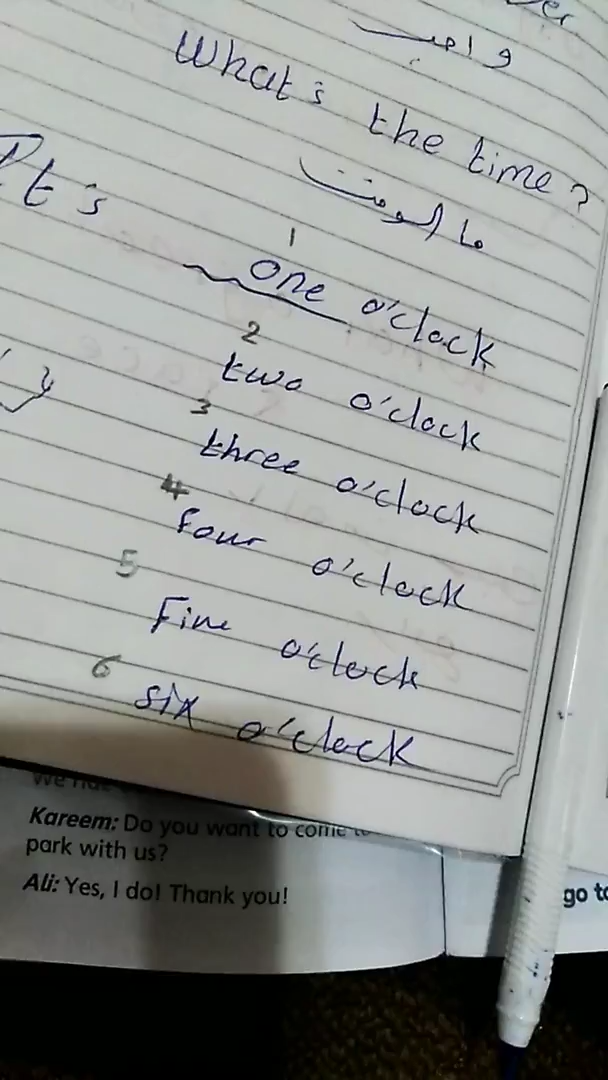 واجب
What's the time?
ما الوقت
It's
1
one o'clock
2
two o'clock
3
three o'clock
4
four o'clock
5
Five o'clock
6
six o'clock
Kareem: Do you want to come to
park with us?
Ali: Yes, I do! Thank you!
go to